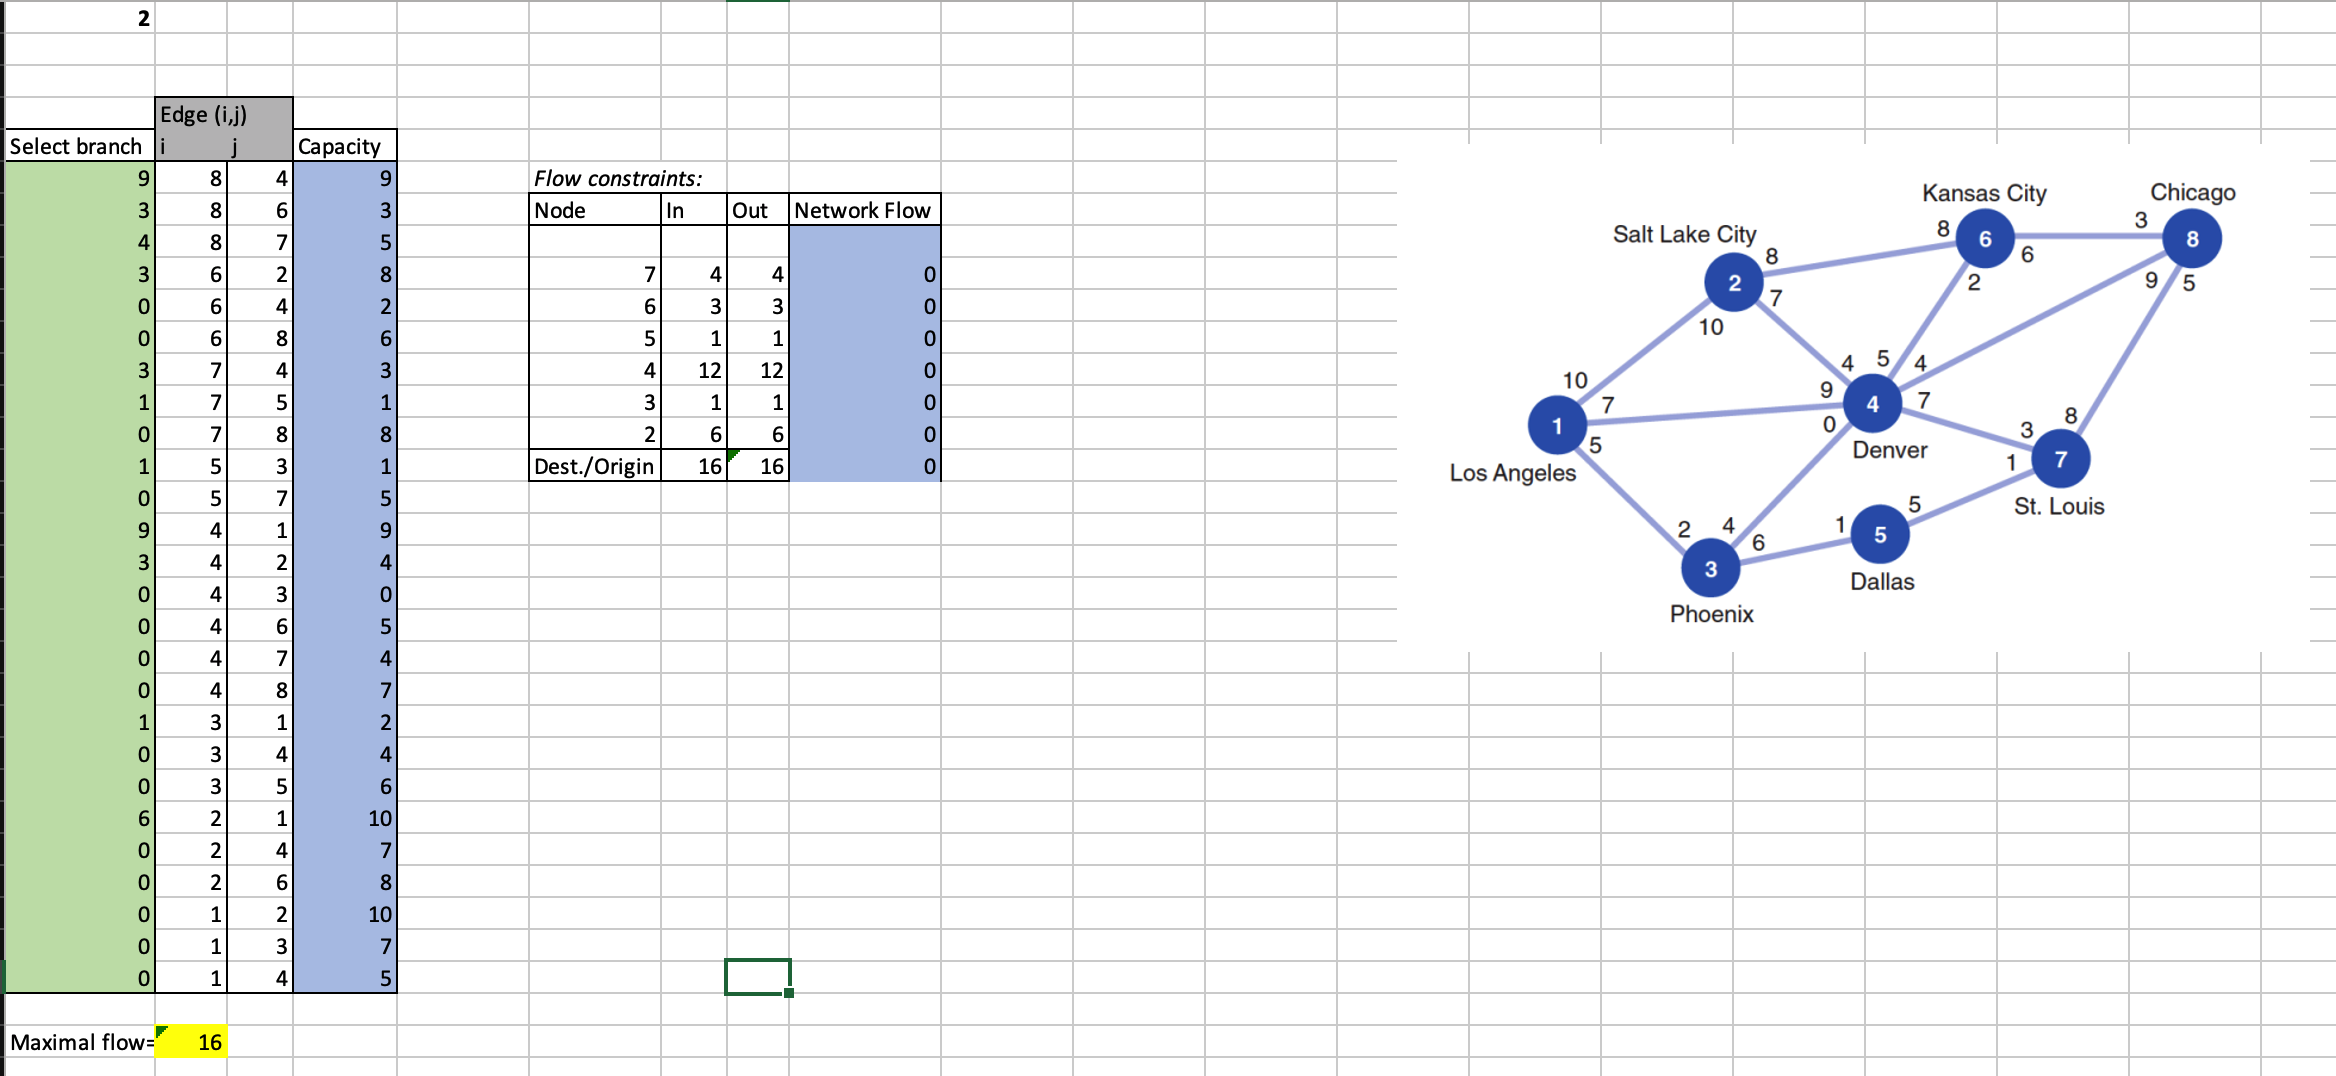 2
Edge (i,j)
Select branch i j Capacity
9 8 4 9
3 8 6 3
4 8 7 5
3 6 2 8
0 6 4 2
0 6 8 6
3 7 4 3
1 7 5 1
0 7 8 8
1 5 3 1
0 5 7 5
9 4 1 9
3 4 2 4
0 4 3 0
0 4 6 5
0 4 7 4
0 4 8 7
1 3 1 2
0 3 4 4
0 3 5 6
6 2 1 10
0 2 4 7
0 2 6 8
0 1 2 10
0 1 3 7
0 1 4 5
Maximal flow= 16
Flow constraints:
Node In Out Network Flow
7 4 4 0
6 3 3 0
5 1 1 0
4 12 12 0
3 1 1 0
2 6 6 0
Dest./Origin 16 16 0
Kansas City Chicago
Salt Lake City 8 6 3 8
8 6
2 7 2 9 5
10
4 5 4
10 9 7
1 7 4 8
5 0 3
Denver
Los Angeles 1 7
5 St. Louis
2 4 1 5
6
3 Dallas
Phoenix